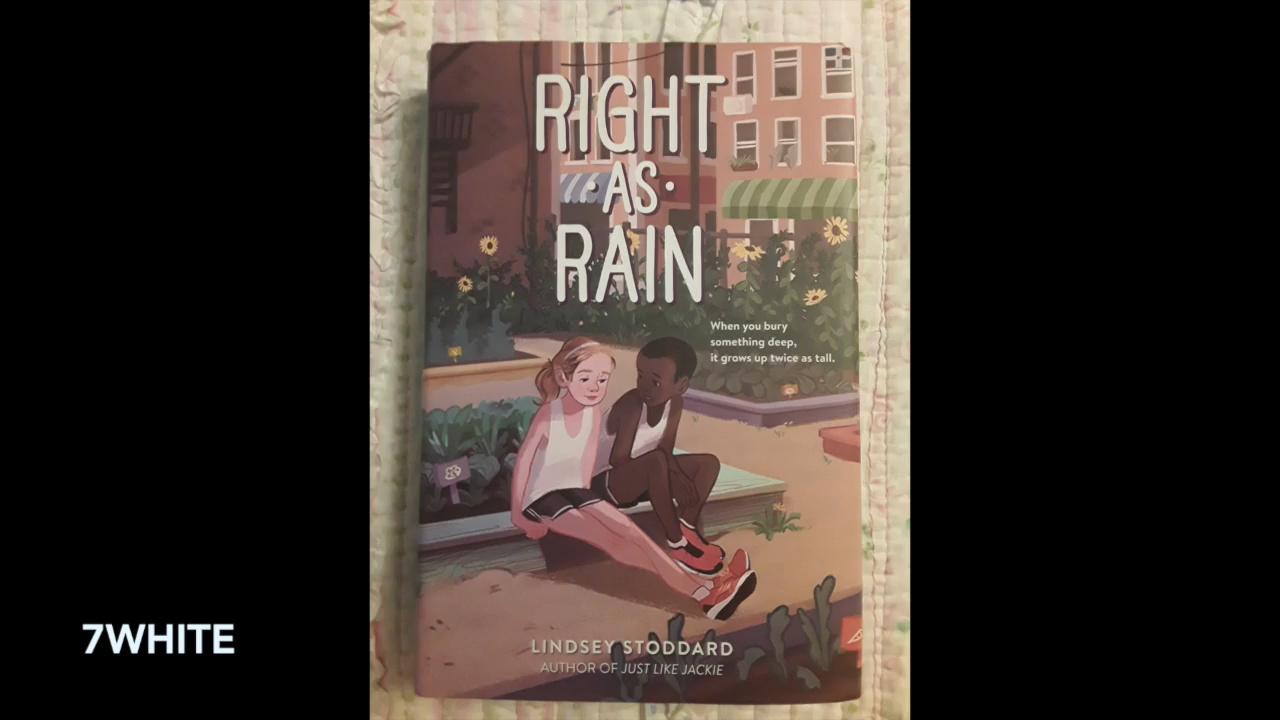 RIGHT
·AS·
RAIN
When you bury
something deep,
it grows up twice as tall.
LINDSEY STODDARD
AUTHOR OF JUST LIKE JACKIE
7WHITE